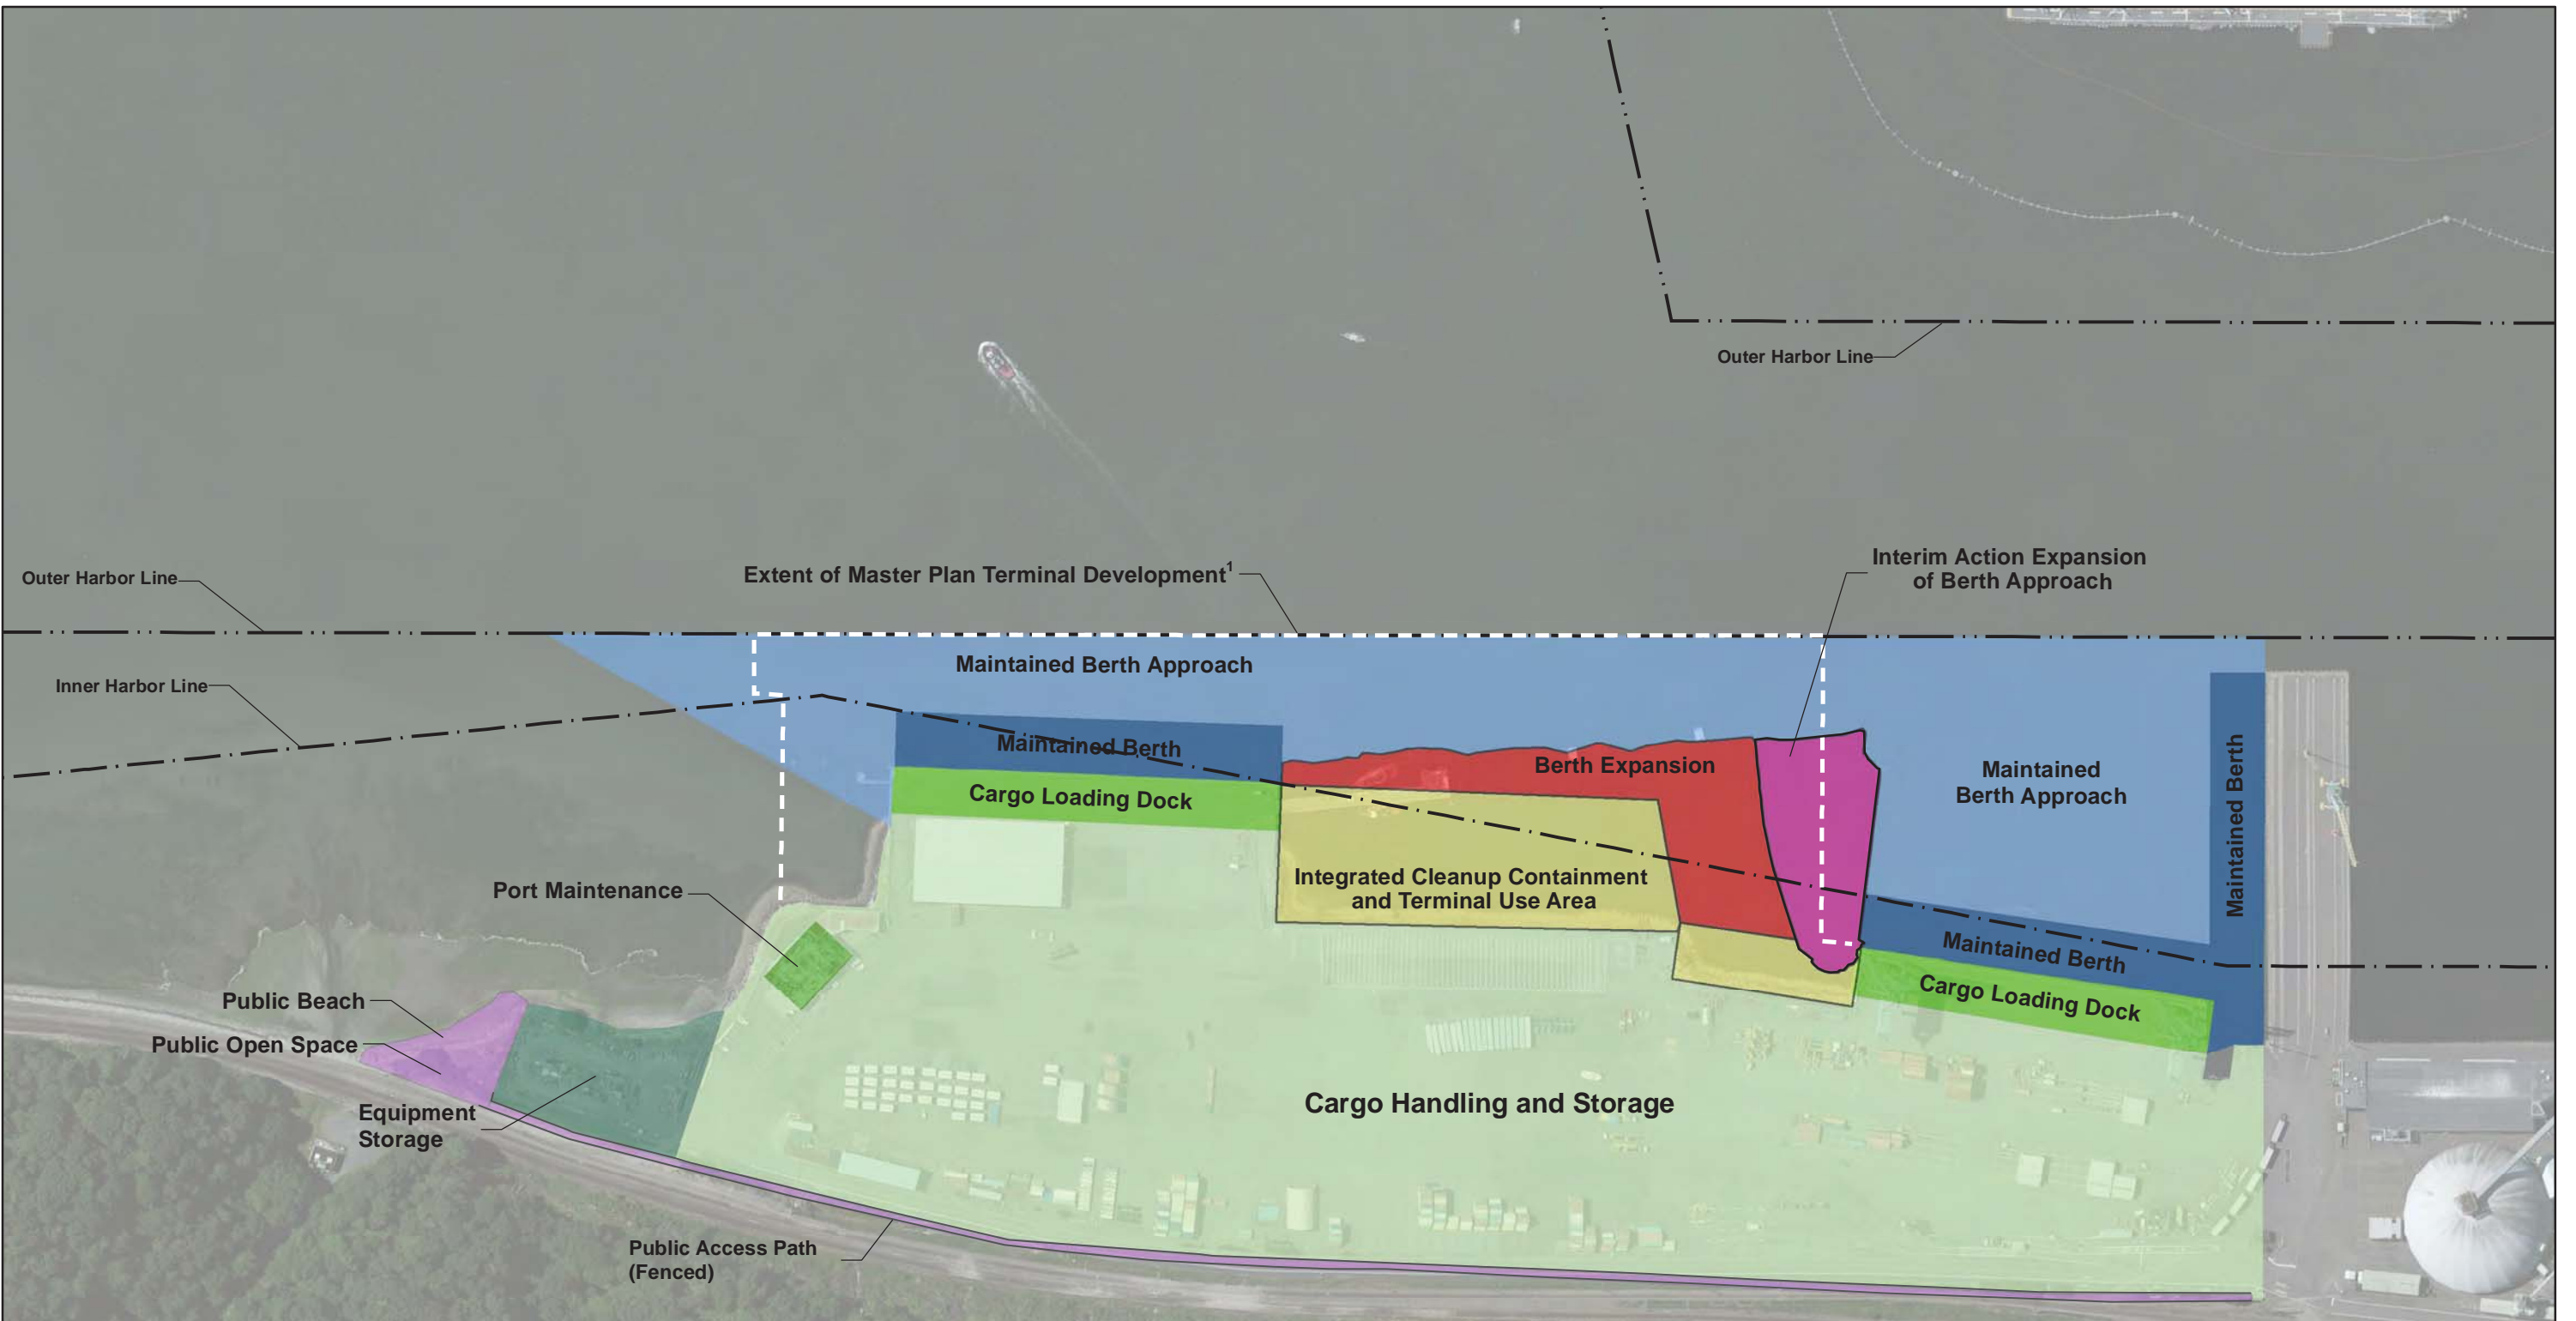 Outer Harbor Line
Interim Action Expansion
of Berth Approach
Extent of Master Plan Terminal Development¹
Outer Harbor Line
Maintained Berth Approach
Inner Harbor Line
Maintained Berth
Berth Expansion
Maintained
Berth Approach
Maintained Berth
Cargo Loading Dock
Integrated Cleanup Containment
and Terminal Use Area
Port Maintenance
Maintained Berth
Cargo Loading Dock
Public Beach
Public Open Space
Equipment
Storage
Cargo Handling and Storage
Public Access Path
(Fenced)